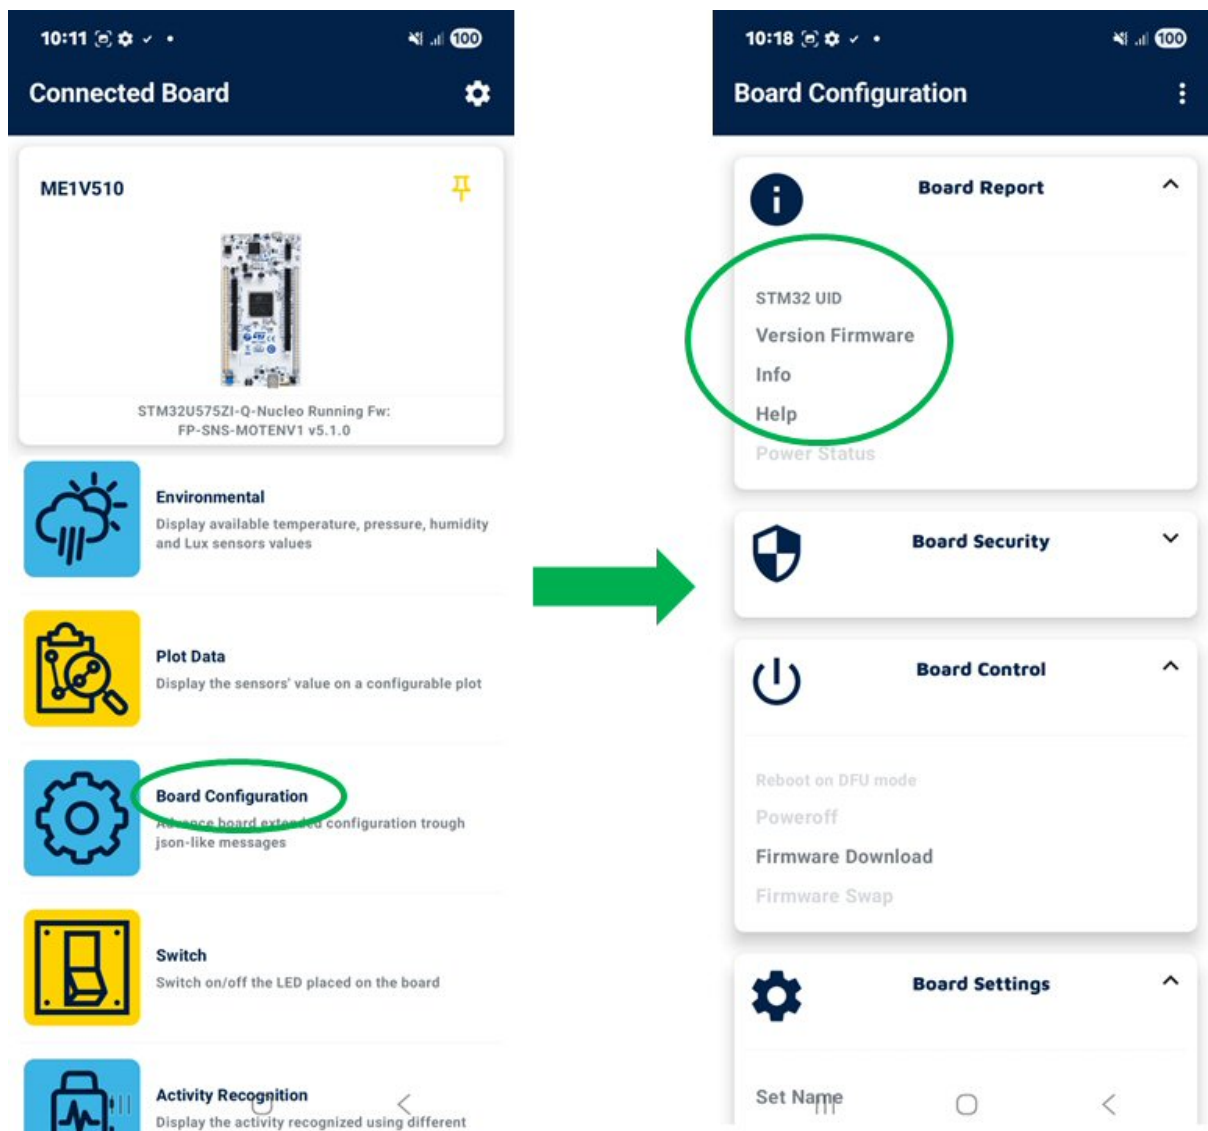 10:11
100
Connected Board
ME1V510
STM32U575ZI-Q-Nucleo Running Fw:
FP-SNS-MOTENV1 v5.1.0
Environmental
Display available temperature, pressure, humidity
and Lux sensors values
Plot Data
Display the sensors' value on a configurable plot
Board Configuration
Advance board extended configuration trough
json-like messages
Switch
Switch on/off the LED placed on the board
Activity Recognition
Display the activity recognized using different
10:18
100
Board Configuration
Board Report
STM32 UID
Version Firmware
Info
Help
Power Status
Board Security
Board Control
Reboot on DFU mode
Poweroff
Firmware Download
Firmware Swap
Board Settings
Set Name